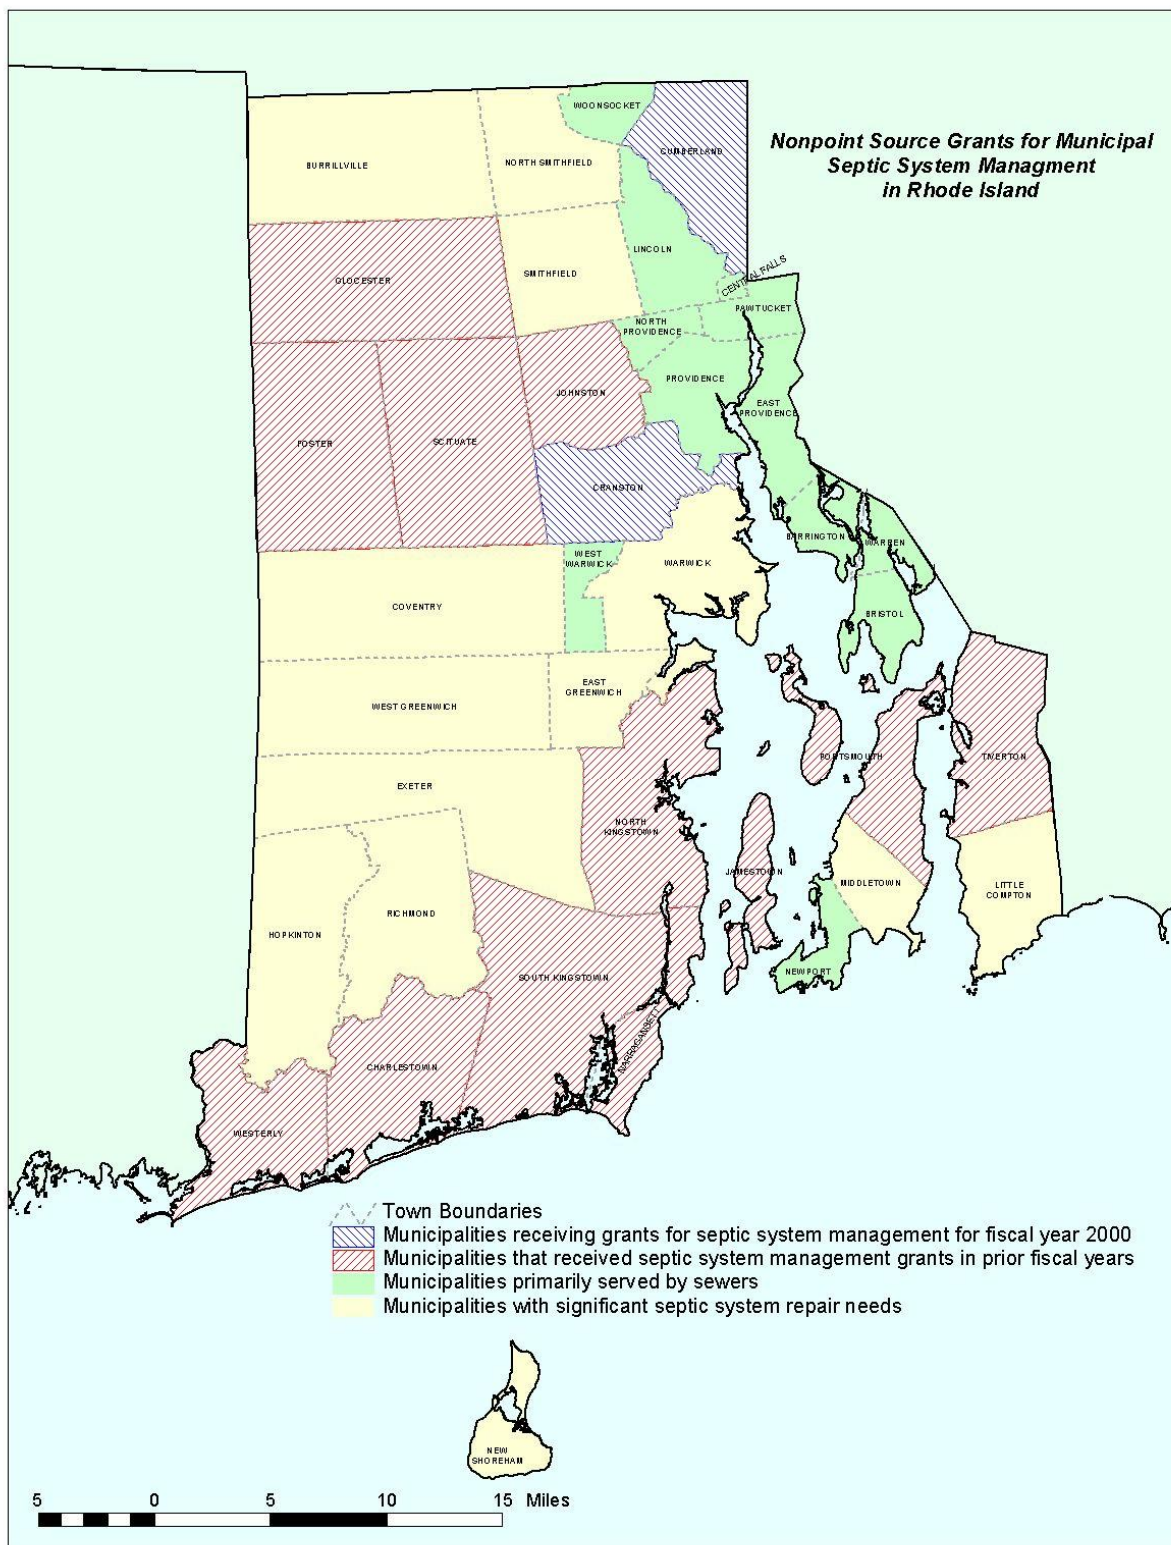 Nonpoint Source Grants for Municipal
Septic System Managment
in Rhode Island
WOONSOCKET
CUMBERLAND
BURRILLVILLE
NORTH SMITHFIELD
LINCOLN
CENTRAL FALLS
SMITHFIELD
GLOCESTER
PAWTUCKET
NORTH
PROVIDENCE
PROVIDENCE
JOHNSTON
EAST
PROVIDENCE
FOSTER
SCITUATE
CRANSTON
BARRINGTON
WARREN
WEST
WARWICK
WARWICK
COVENTRY
BRISTOL
EAST
GREENWICH
WEST GREENWICH
PORTSMOUTH
TIVERTON
EXETER
NORTH
KINGSTOWN
JAMESTOWN
MIDDLETOWN
LITTLE
COMPTON
RICHMOND
HOPKINTON
SOUTH KINGSTOWN
NEWPORT
NARRAGANSETT
CHARLESTOWN
WESTERLY
Town Boundaries
Municipalities receiving grants for septic system management for fiscal year 2000
Municipalities that received septic system management grants in prior fiscal years
Municipalities primarily served by sewers
Municipalities with significant septic system repair needs
NEW
SHOREHAM
5 0 5 10 15 Miles